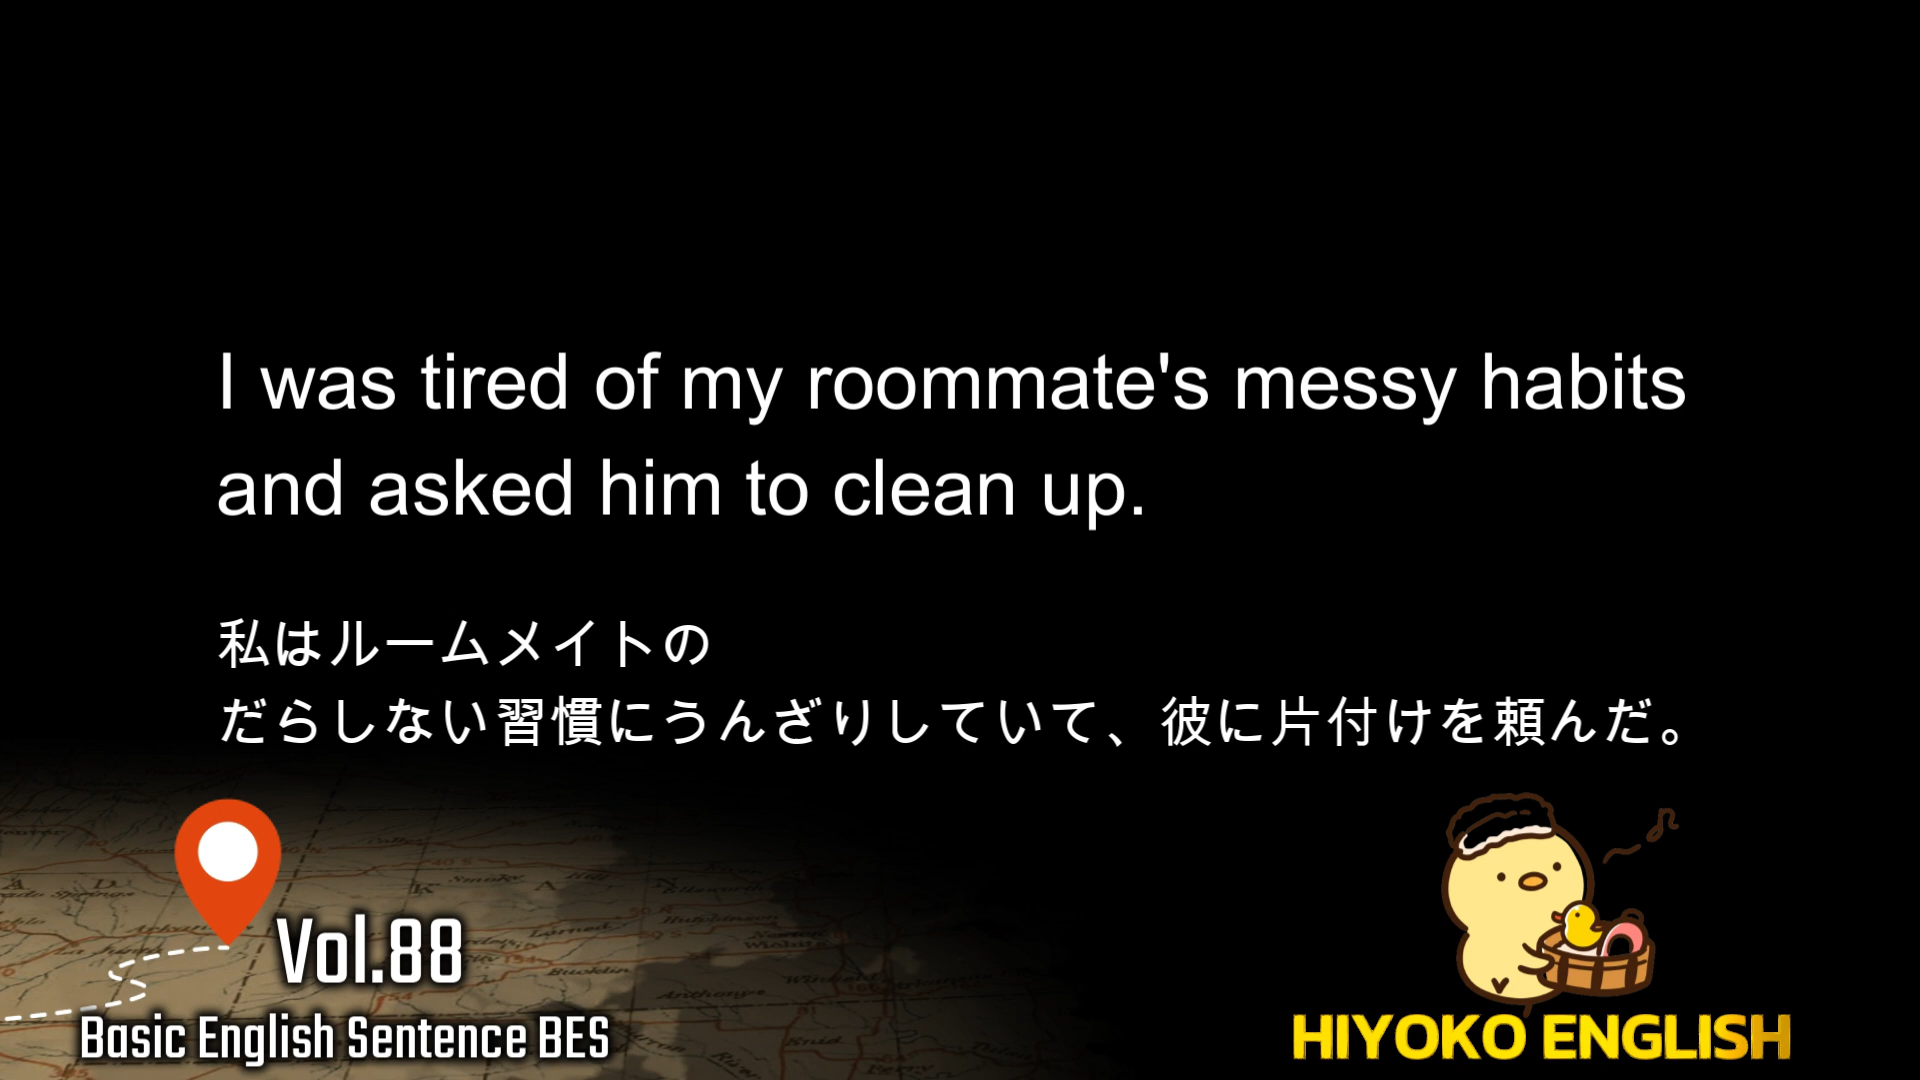 I was tired of my roommate's messy habits
and asked him to clean up.
私はルームメイトの
だらしない習慣にうんざりしていて、彼に片付けを頼んだ。
Vol.88
Basic English Sentence BES
HIYOKO ENGLISH